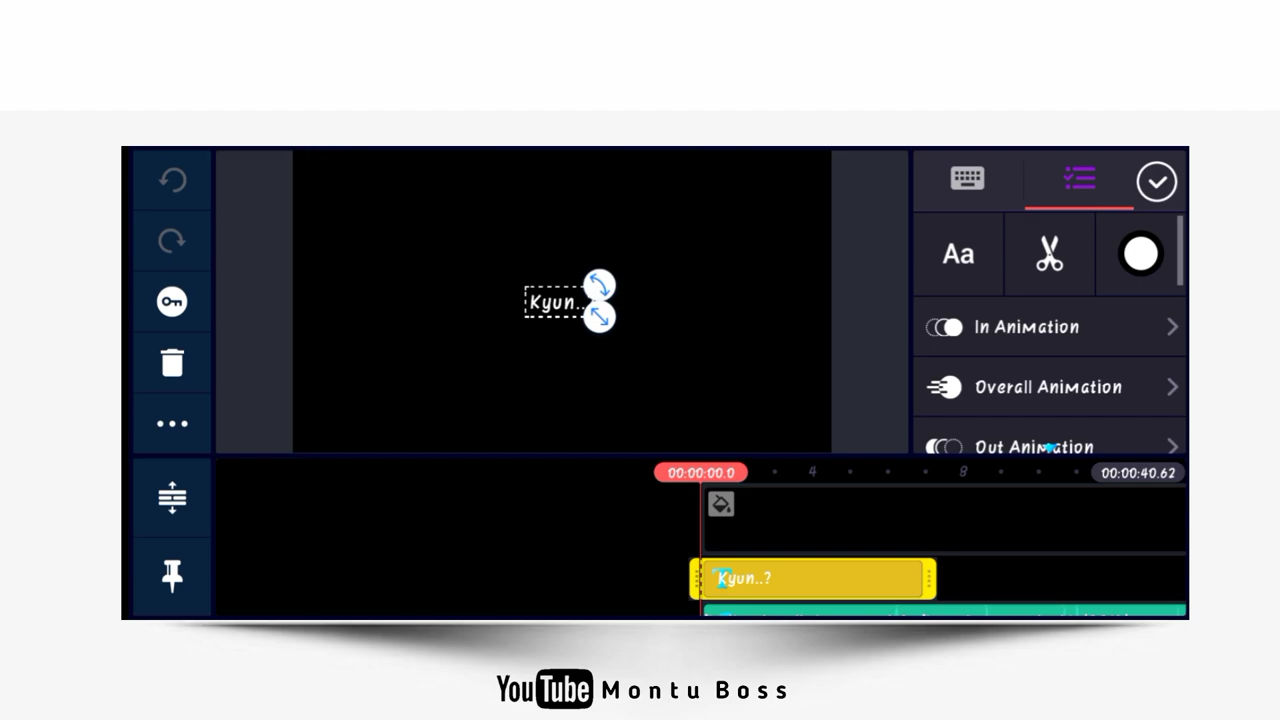 Aa
Kyun..
In Animation
Overall Animation
Out Animation
00:00:00.0
4
8
00:00:40.62
Kyun..?
YouTube Montu Boss